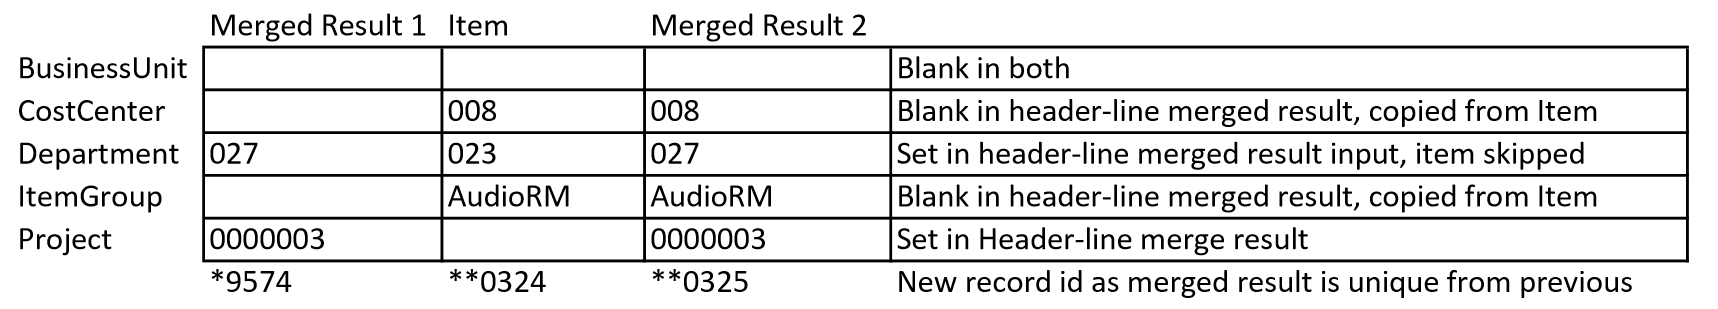 Merged Result 1 Item Merged Result 2
BusinessUnit Blank in both
CostCenter 008 008 Blank in header-line merged result, copied from Item
Department 027 023 027 Set in header-line merged result input, item skipped
ItemGroup AudioRM AudioRM Blank in header-line merged result, copied from Item
Project 0000003 0000003 Set in Header-line merge result
*9574 **0324 **0325 New record id as merged result is unique from previous